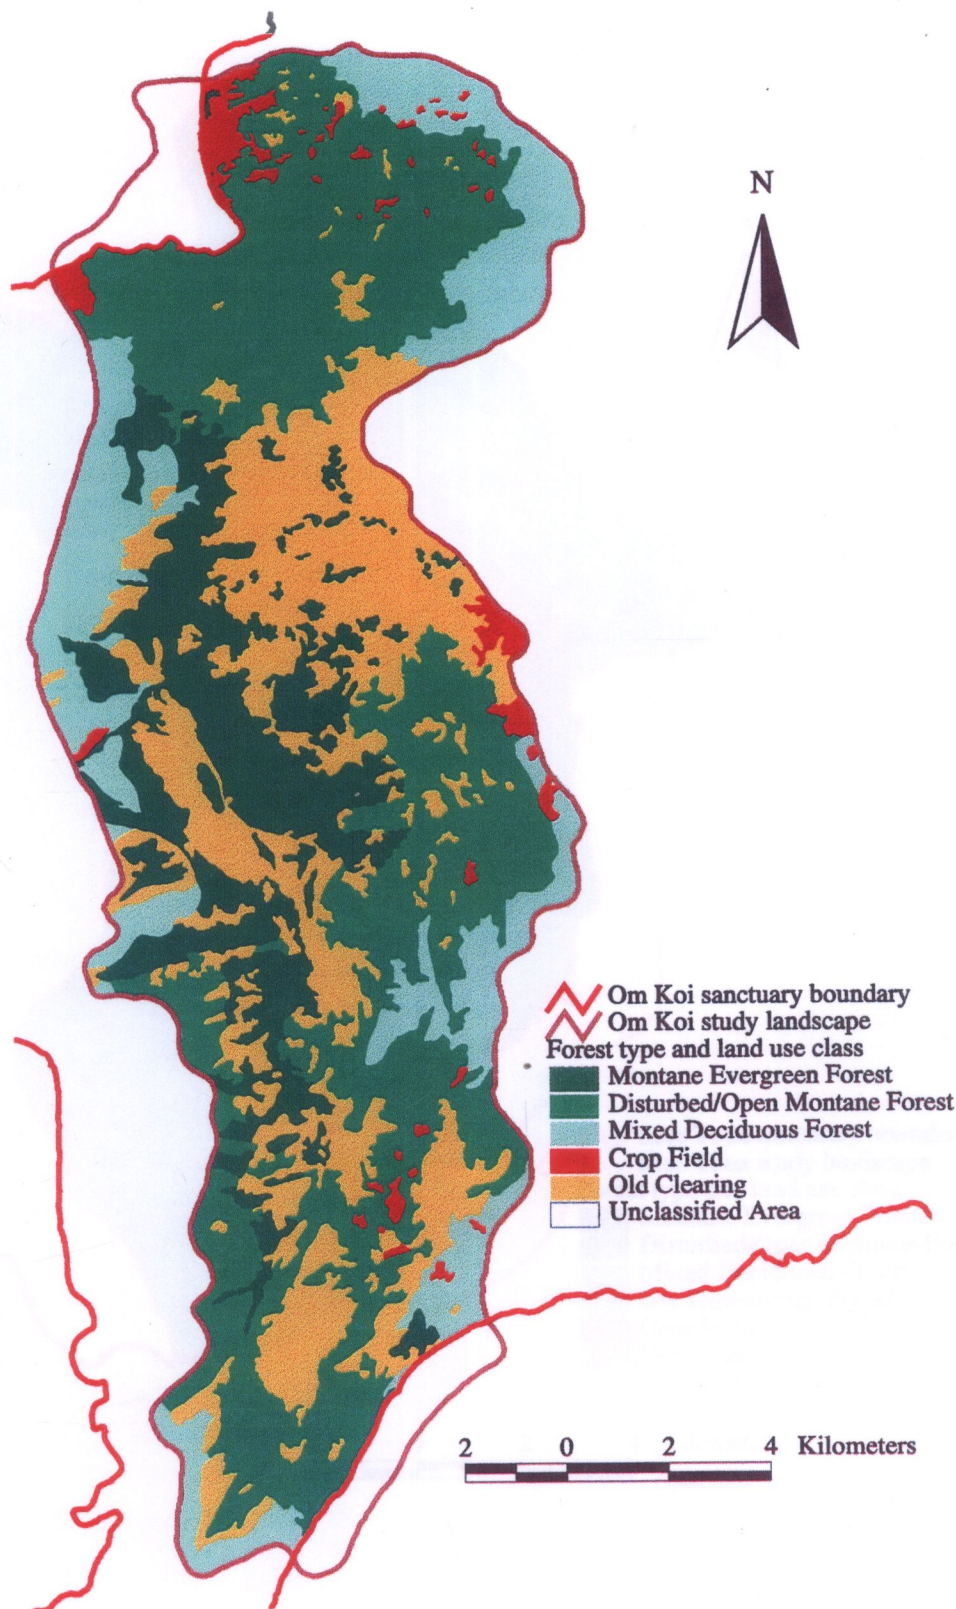 N
Om Koi sanctuary boundary
Om Koi study landscape
Forest type and land use class
Montane Evergreen Forest
Disturbed/Open Montane Forest
Mixed Deciduous Forest
Crop Field
Old Clearing
Unclassified Area
2 0 2 4 Kilometers